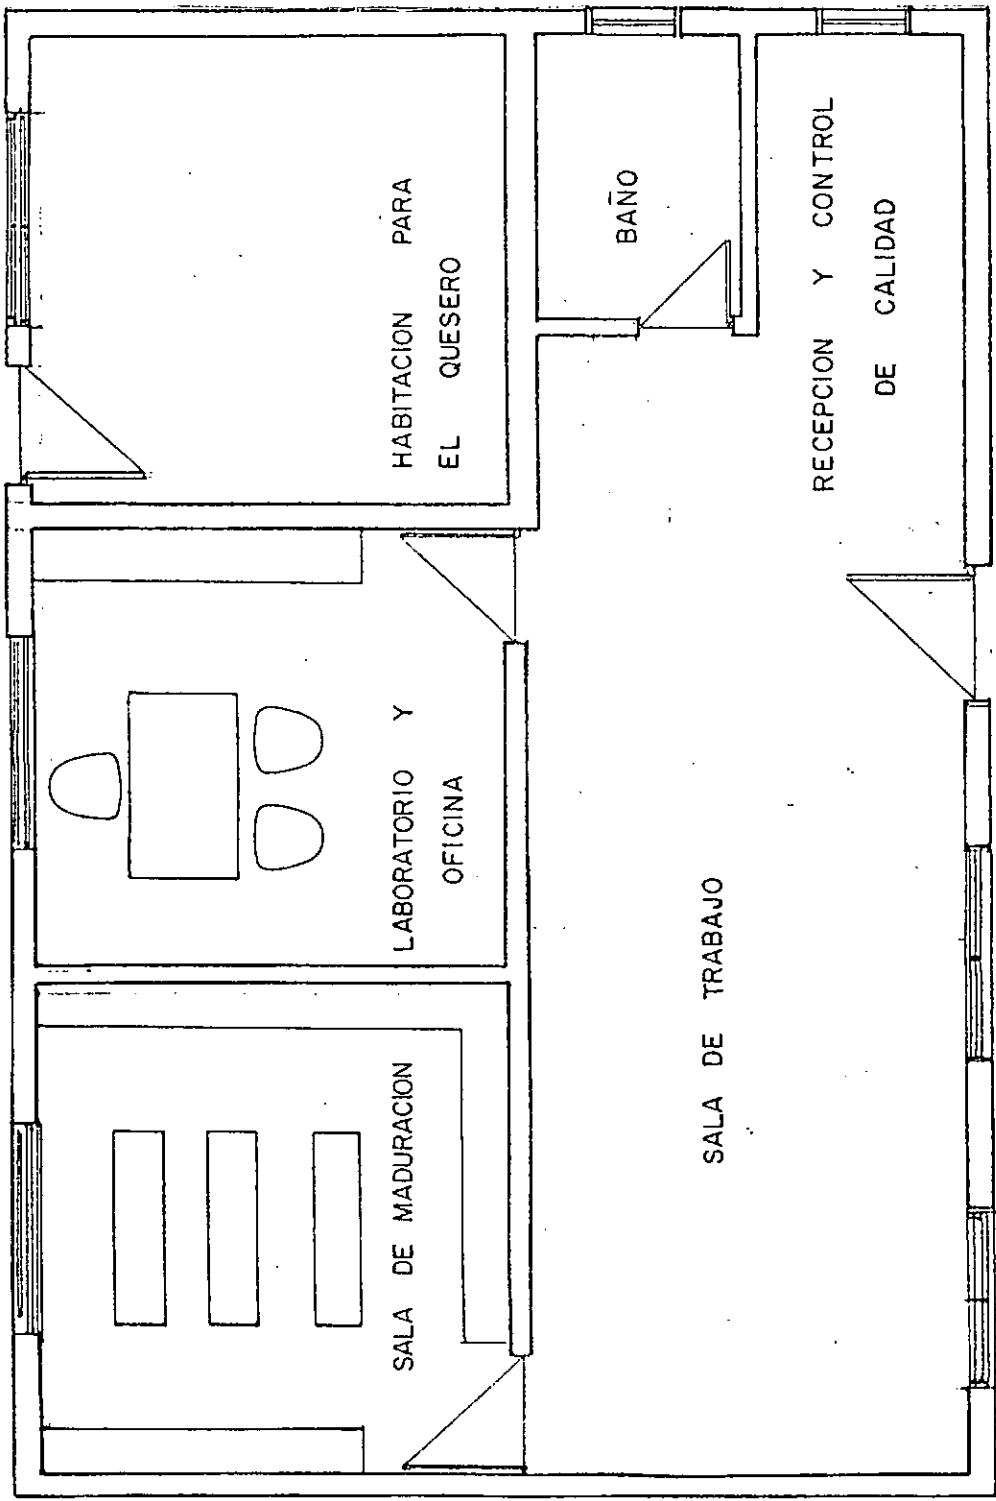 SALA DE MADURACION
LABORATORIO Y
OFICINA
HABITACION PARA
EL QUESERO
SALA DE TRABAJO
BAÑO
RECEPCION Y CONTROL
DE CALIDAD